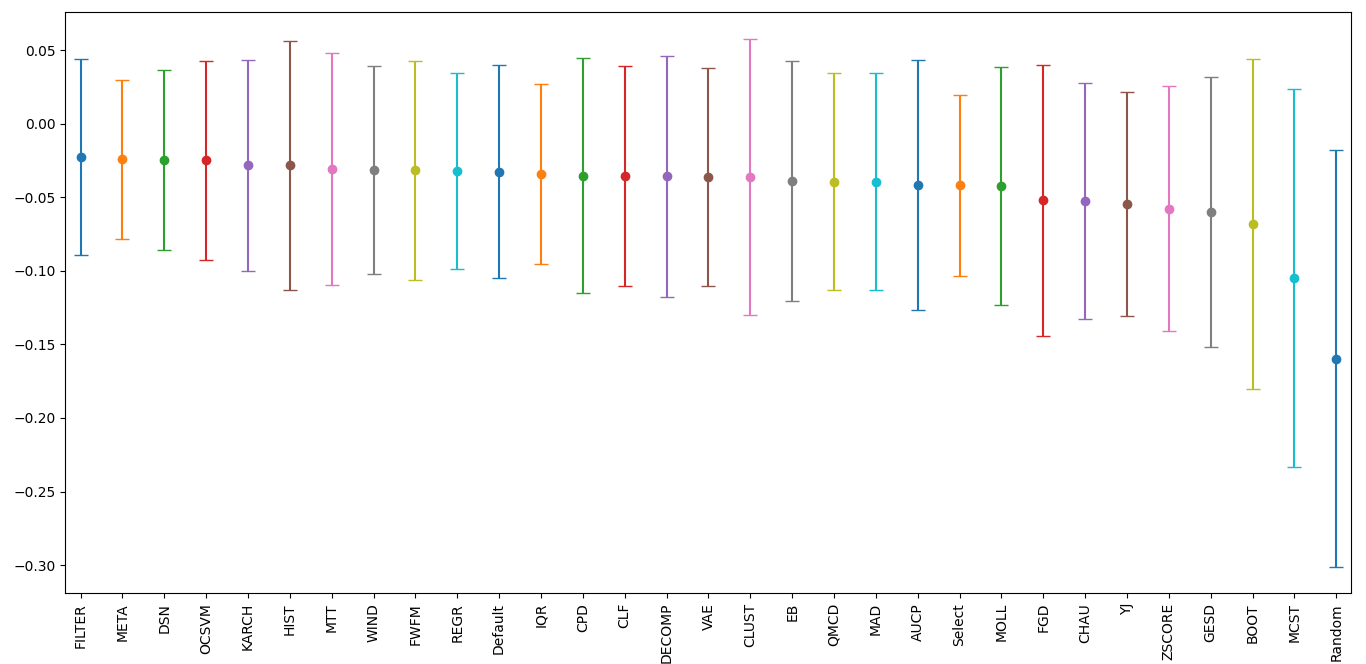 0.05
0.00
−0.05
−0.10
−0.15
−0.20
−0.25
−0.30
FILTER
META
DSN
OCSVM
KARCH
HIST
MTT
WIND
FWFM
REGR
Default
IQR
CPD
CLF
DECOMP
VAE
CLUST
EB
QMCD
MAD
AUCP
Select
MOLL
FGD
CHAU
YJ
ZSCORE
GESD
BOOT
MCST
Random